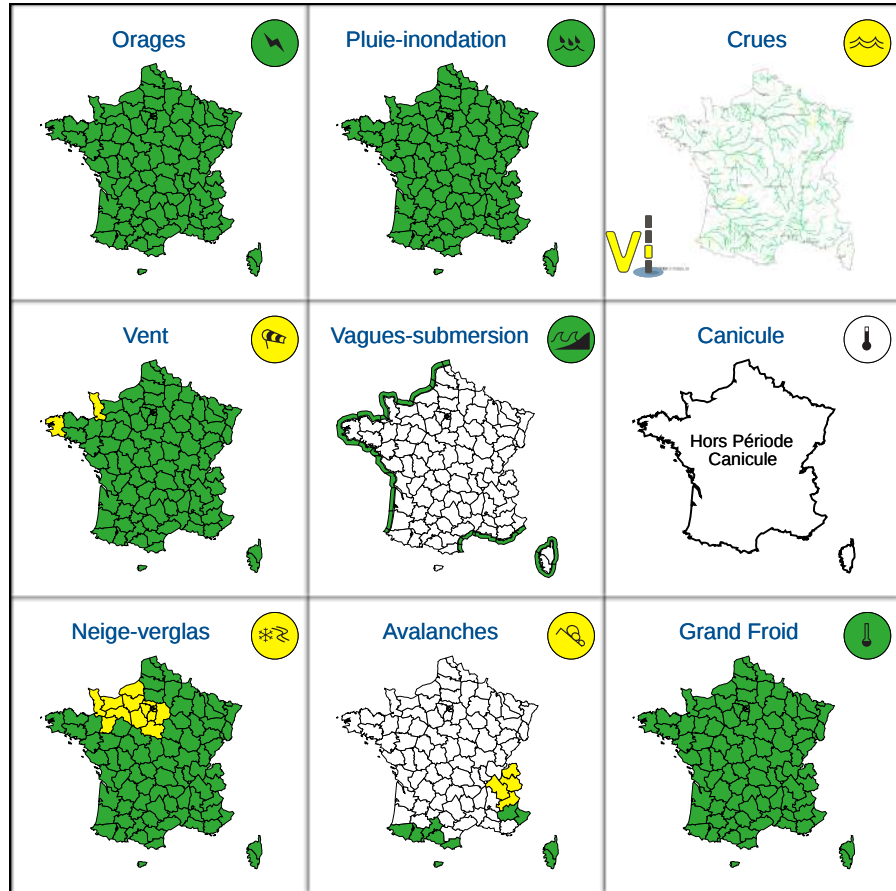 Orages
Pluie-inondation
Crues
Vent
Vagues-submersion
Canicule
Hors Période
Canicule
Neige-verglas
Avalanches
Grand Froid